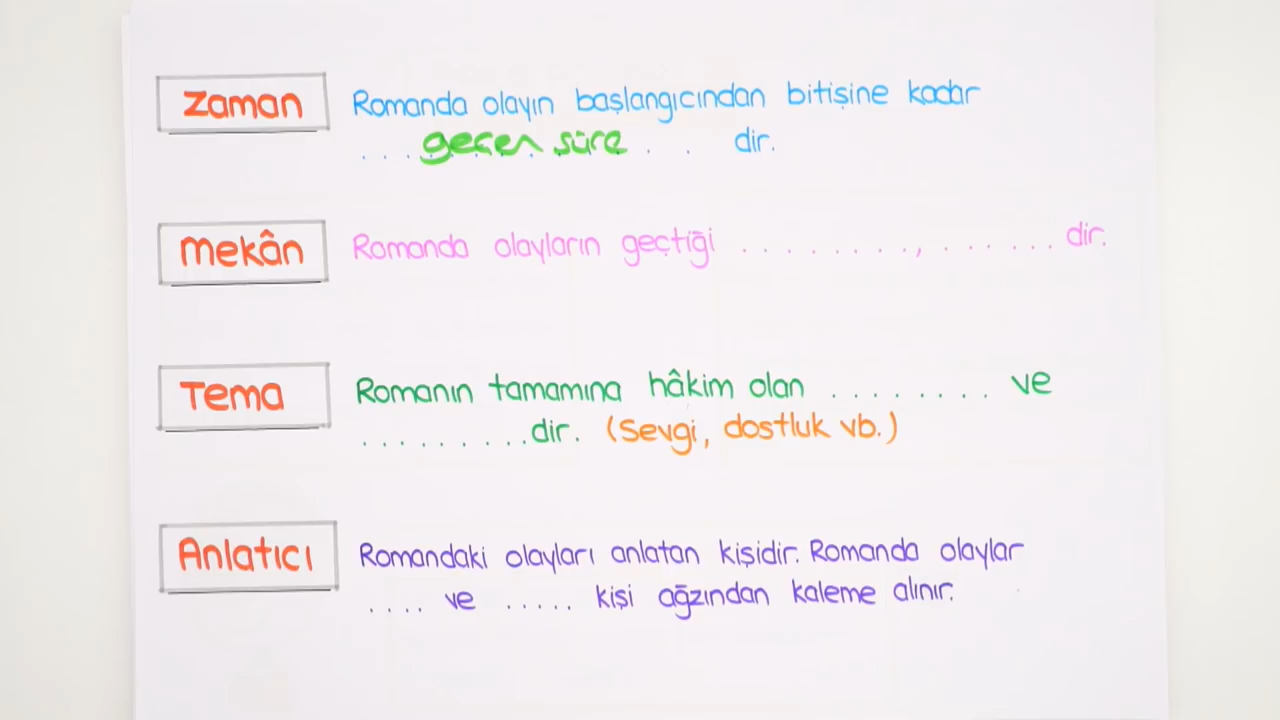 Zaman
Romanda olayın başlangıcından bitişine kadar
... geçen süre . . dir.
Mekân
Romanda olayların geçtiği ........., ...... dir.
Tema
Romanın tamamına hâkim olan ........ ve
.........dir. (Sevgi, dostluk vb.)
Anlatıcı
Romandaki olayları anlatan kişidir. Romanda olaylar
.... ve ..... kişi ağzından kaleme alınır.